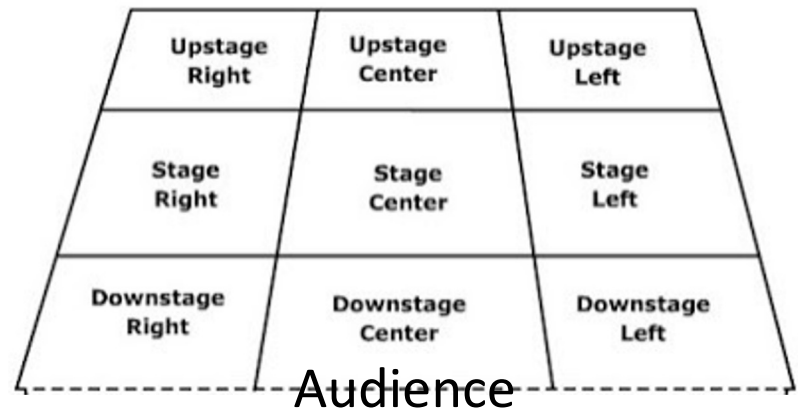 Upstage
Right
Upstage
Center
Upstage
Left
Stage
Right
Stage
Center
Stage
Left
Downstage
Right
Downstage
Center
Downstage
Left
Audience